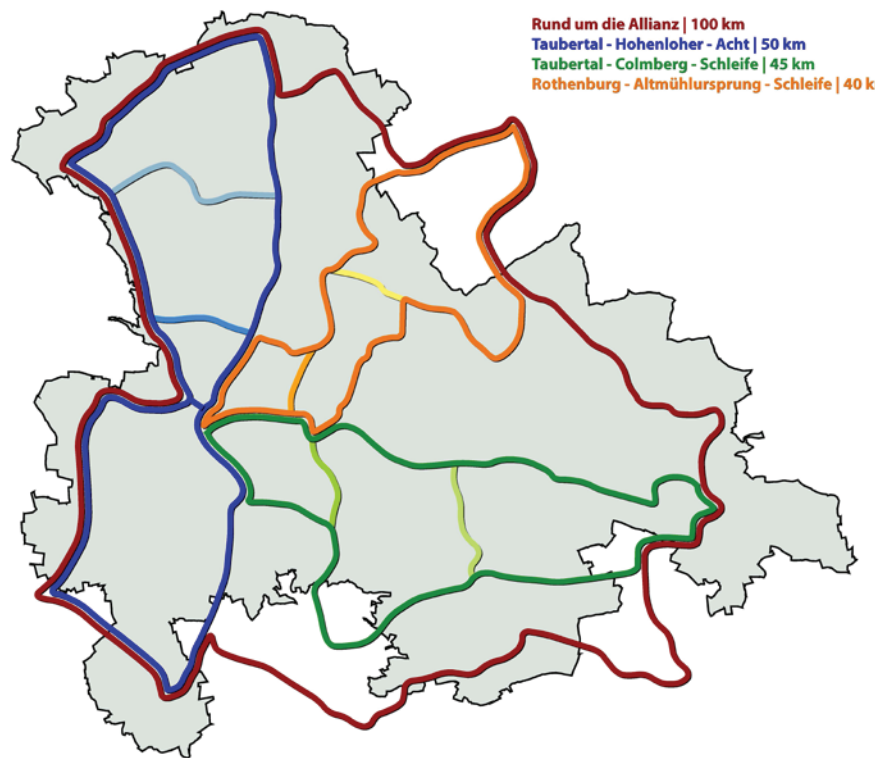 Rund um die Allianz | 100 km
Taubertal - Hohenloher - Acht | 50 km
Taubertal - Colmberg - Schleife | 45 km
Rothenburg - Altmühlursprung - Schleife | 40 k